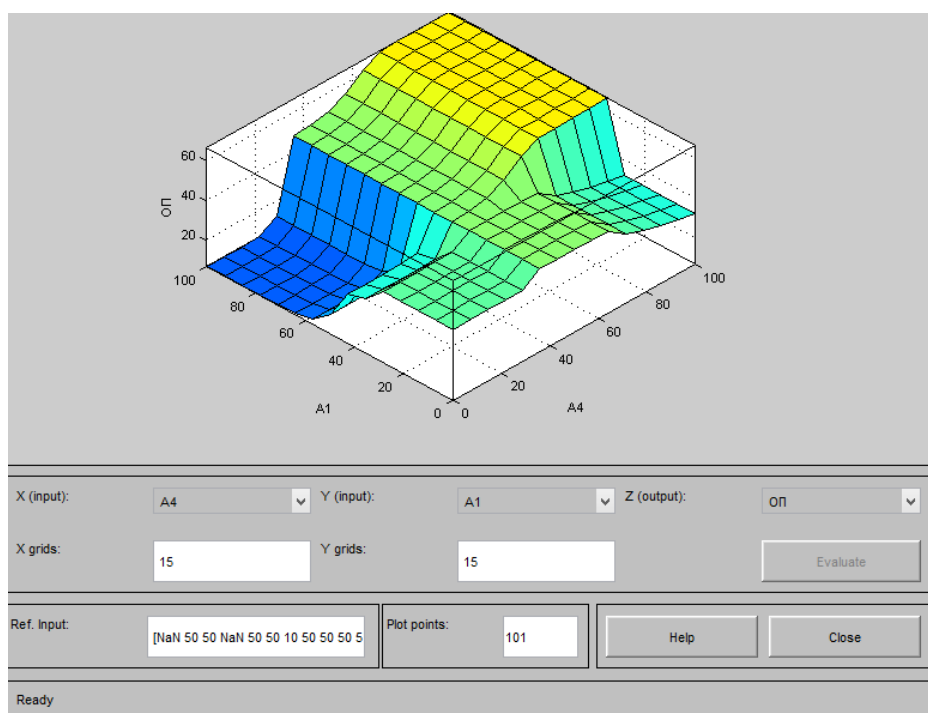 60
40
20
ОП
100
80
60
40
20
0
A1
0
20
40
60
80
100
A4
X (input):
A4
Y (input):
A1
Z (output):
ОП
X grids:
15
Y grids:
15
Evaluate
Ref. Input:
[NaN 50 50 NaN 50 50 10 50 50 50 5
Plot points:
101
Help
Close
Ready